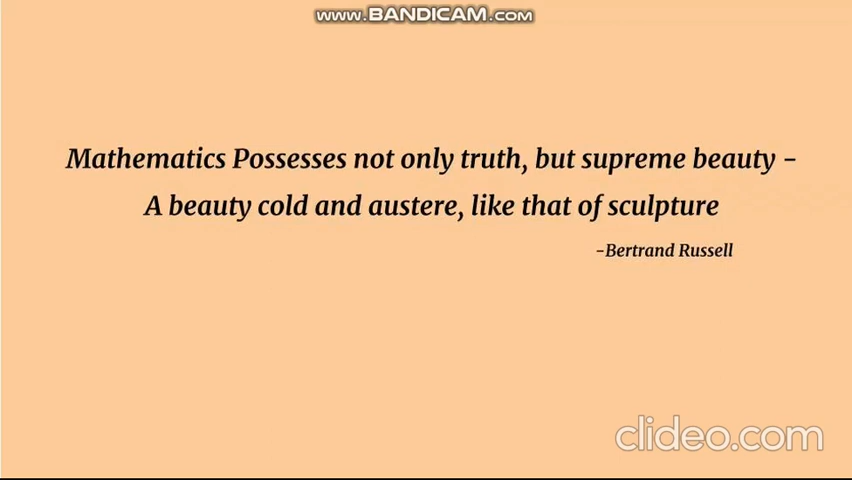 www.BANDICAM.com
Mathematics Possesses not only truth, but supreme beauty -
A beauty cold and austere, like that of sculpture
-Bertrand Russell
clideo.com